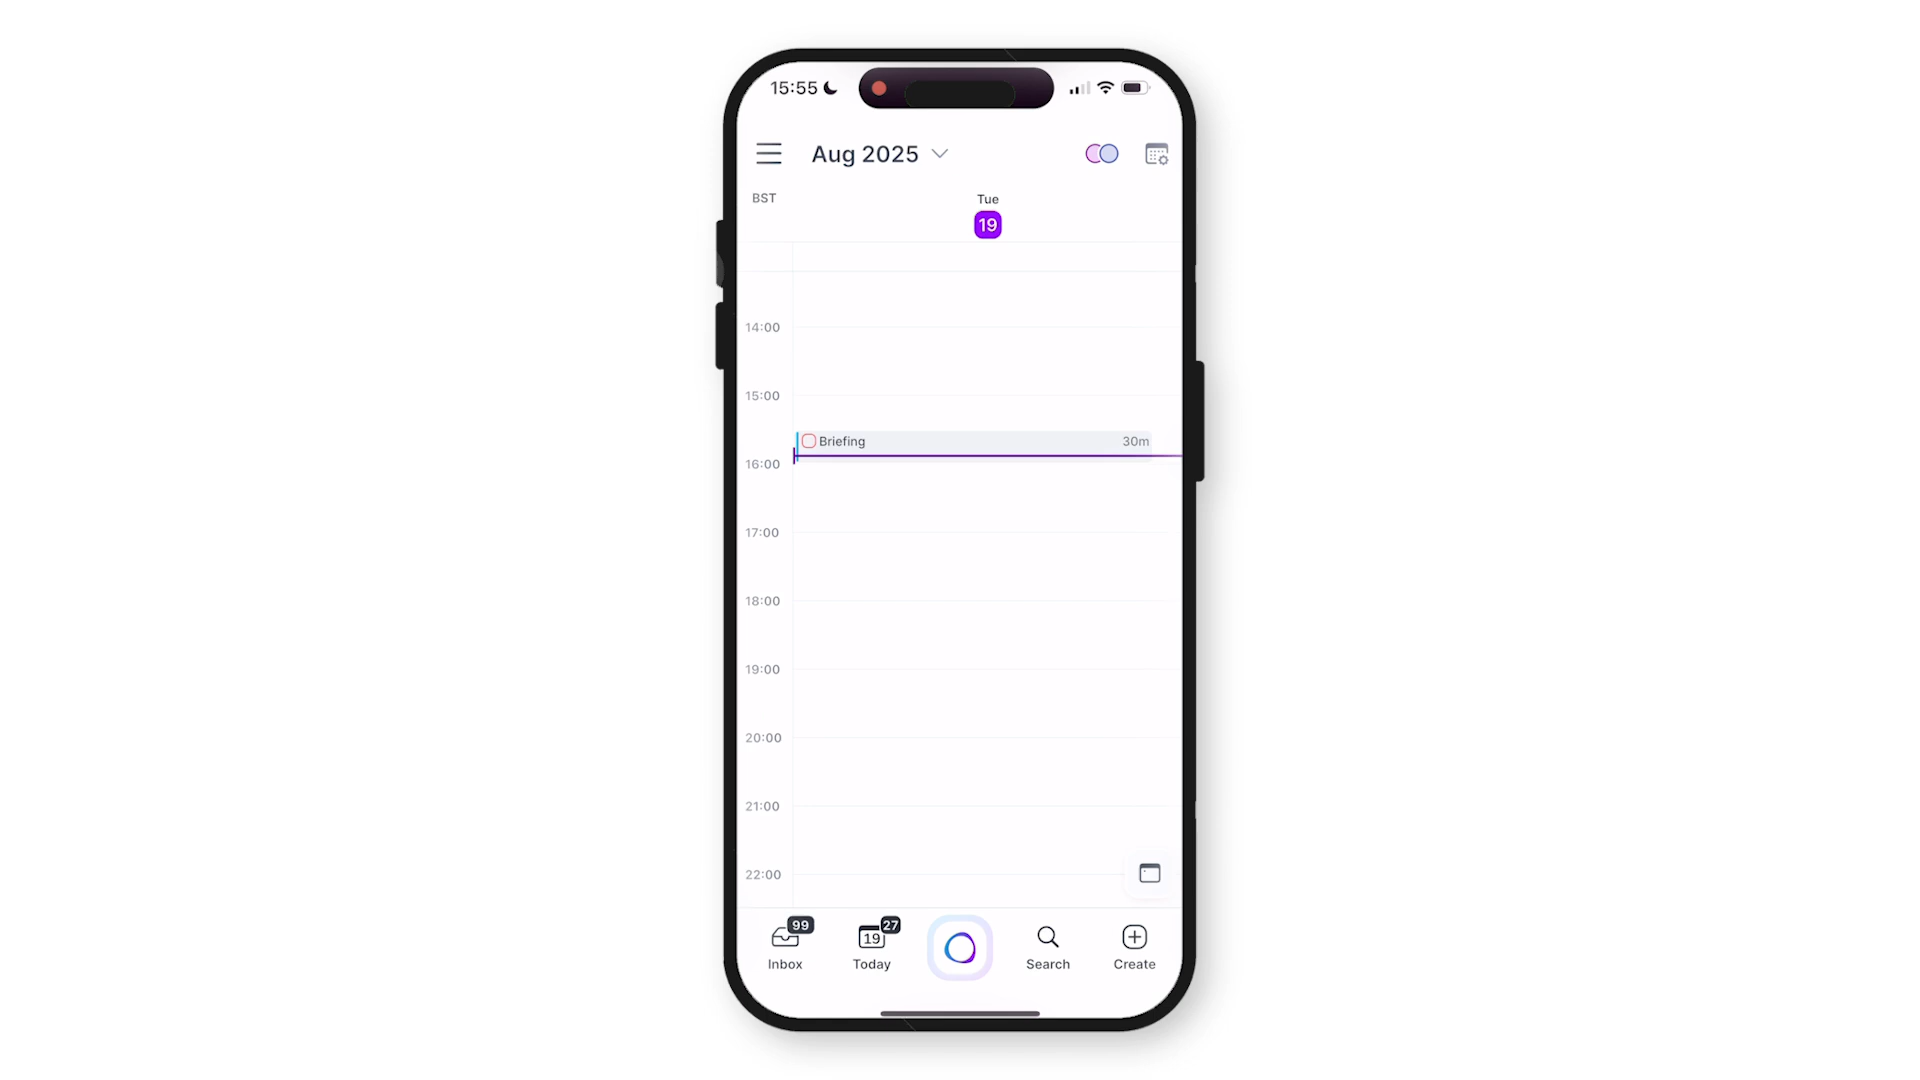 15:55
Aug 2025
BST
Tue
19
14:00
15:00
Briefing 30m
16:00
17:00
18:00
19:00
20:00
21:00
22:00
99
27
19
Inbox
Today
Search
Create